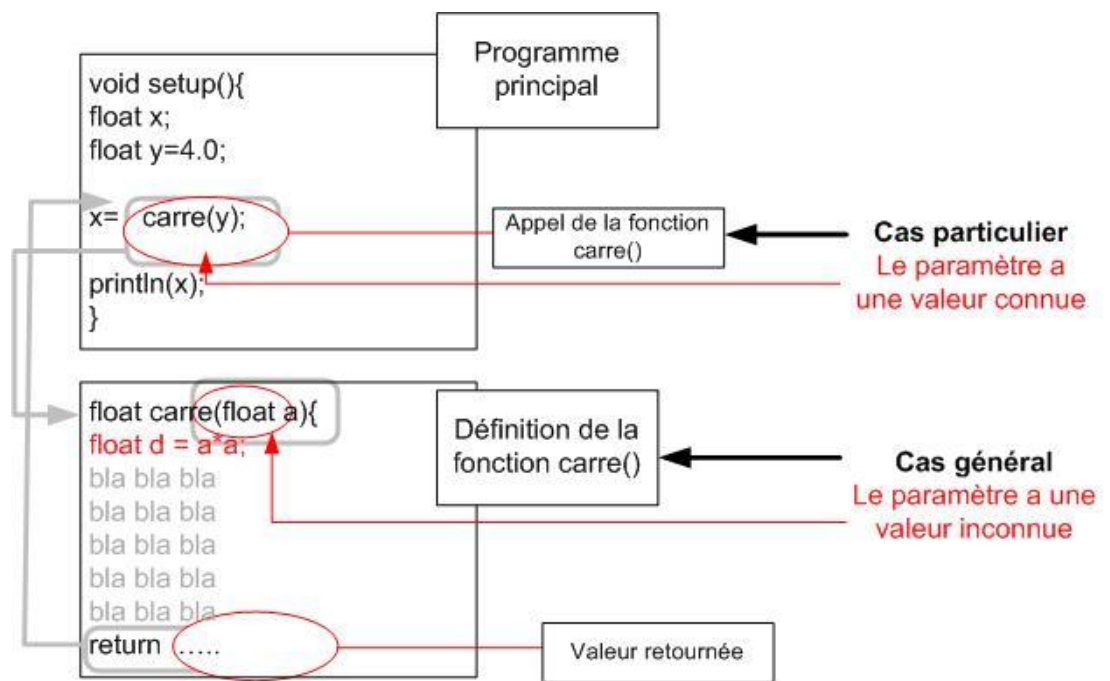 Programme
principal
void setup(){
float x;
float y=4.0;
x= carre(y);
println(x);
}
Appel de la fonction
carre()
Cas particulier
Le paramètre a
une valeur connue
float carre(float a){
float d = a*a;
bla bla bla
bla bla bla
bla bla bla
bla bla bla
bla bla bla
return .....
Définition de la
fonction carre()
Cas général
Le paramètre a une
valeur inconnue
Valeur retournée